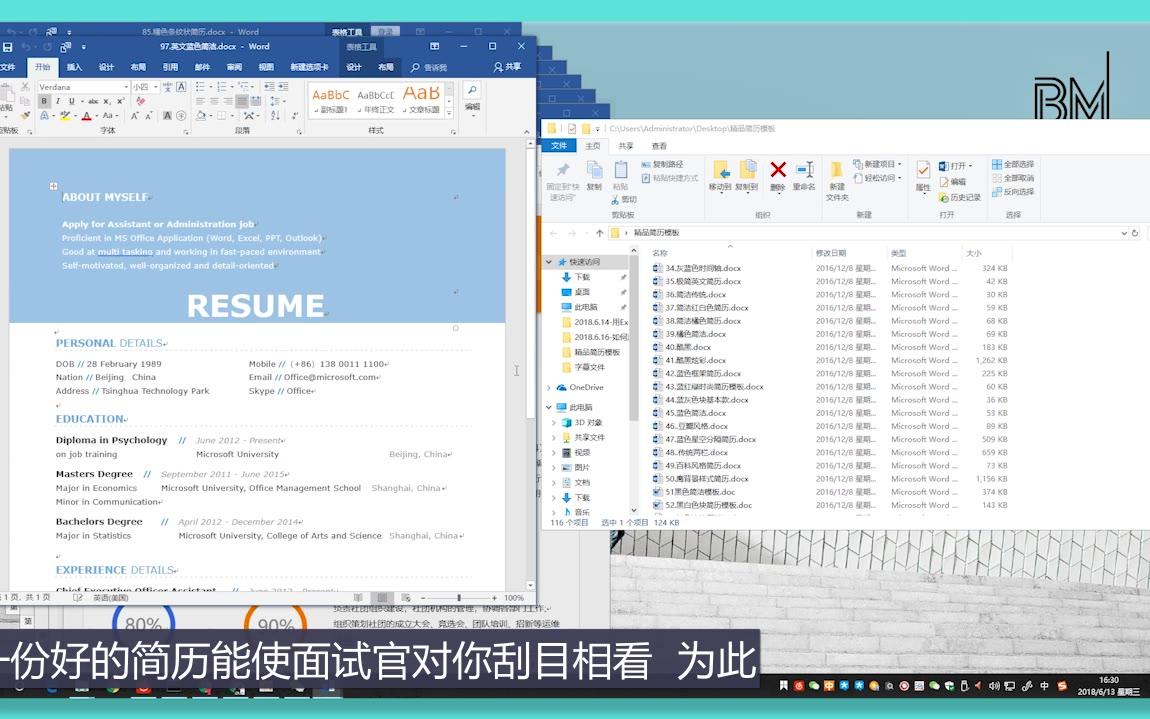 85.橘色条纹状简历.docx - Word
表格工具
登录
97.英文蓝色简洁.docx - Word
表格工具
文件 开始 插入 设计 布局 引用 邮件 审阅 视图 新建选项卡 设计 布局 告诉我 共享
Verdana 小四
AaBbC AaBbCcC AaB
副标题1 年终正文 文章标题
编辑
字体 段落 样式
ABOUT MYSELF
Apply for Assistant or Administration job
Proficient in MS Office Application (Word, Excel, PPT, Outlook)
Good at multi tasking and working in fast-paced environment
Self-motivated, well-organized and detail-oriented
RESUME
PERSONAL DETAILS
DOB // 28 February 1989 Mobile // (+86) 138 0011 1100
Nation // Beijing, China Email // Office@microsoft.com
Address // Tsinghua Technology Park Skype // Office
EDUCATION
Diploma in Psychology // June 2012 - Present
on job training Microsoft University Beijing, China
Masters Degree // September 2011 - June 2015
Major in Economics Microsoft University, Office Management School Shanghai, China
Minor in Communication
Bachelors Degree // April 2012 - December 2014
Major in Statistics Microsoft University, College of Arts and Science Shanghai, China
EXPERIENCE DETAILS
Chief Executive Officer Assistant // June 2012 - Present
英语(美国) 100%
80%
90%
负责社团组织建设，社团机构的管理，协调各部门工作;
组织策划社团的成立大会、竞选会、团队培训、招新等运维
BM
C:\Users\Administrator\Desktop\精品简历模板
文件 主页 共享 查看
固定到"快速访问"
复制
粘贴
复制路径
粘贴快捷方式
剪切
移动到 复制到 删除 重命名
新建文件夹
新建项目
轻松访问
属性
打开
编辑
历史记录
全部选择
全部取消
反向选择
剪贴板 组织 新建 打开 选择
精品简历模板
名称 修改日期 类型 大小
快速访问
下载
桌面
此电脑
2018.6.14-用Ex
2018.6.16-如何
精品简历模板
字幕文件
OneDrive
此电脑
3D 对象
共享文件
视频
图片
文档
下载
音乐
34.灰蓝色时间轴.docx 2016/12/8 星期... Microsoft Word ... 324 KB
35.极简英文简历.docx 2016/12/8 星期... Microsoft Word ... 42 KB
36.简洁传统.docx 2016/12/8 星期... Microsoft Word ... 30 KB
37.简洁红白色简历.docx 2016/12/8 星期... Microsoft Word ... 59 KB
38.简洁橘色简历.docx 2016/12/8 星期... Microsoft Word ... 68 KB
39.橘色简洁.docx 2016/12/8 星期... Microsoft Word ... 69 KB
40.酷黑.docx 2016/12/8 星期... Microsoft Word ... 183 KB
41.酷黑炫彩.docx 2016/12/8 星期... Microsoft Word ... 1,262 KB
42.蓝色框架简历.docx 2016/12/8 星期... Microsoft Word ... 225 KB
43.蓝红绿时尚简历模板.docx 2016/12/8 星期... Microsoft Word ... 60 KB
44.蓝灰色块基本款.docx 2016/12/8 星期... Microsoft Word ... 36 KB
45.蓝色简洁.docx 2016/12/8 星期... Microsoft Word ... 53 KB
46..豆瓣风格.docx 2016/12/8 星期... Microsoft Word ... 89 KB
47.蓝色星空分隔简历.docx 2016/12/8 星期... Microsoft Word ... 509 KB
48..传统两栏.docx 2016/12/8 星期... Microsoft Word ... 659 KB
49.百科风格简历.docx 2016/12/8 星期... Microsoft Word ... 73 KB
50.鹰背景样式简历.docx 2016/12/8 星期... Microsoft Word ... 1,156 KB
51黑色简洁模板.doc 2016/12/8 星期... Microsoft Word ... 374 KB
52.黑白色块简历模板.doc 2016/12/8 星期... Microsoft Word ... 143 KB
116 个项目 选中 1 个项目 124 KB
一份好的简历能使面试官对你刮目相看 为此
中
16:30
2018/6/13 星期三